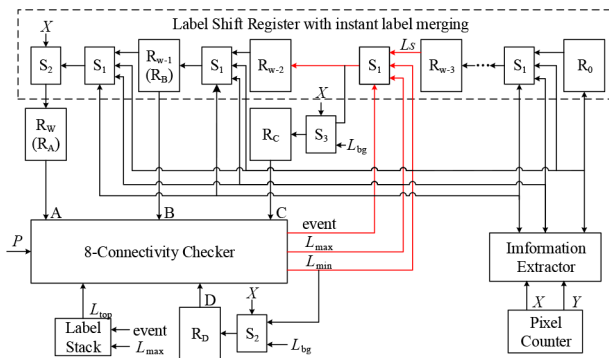 Label Shift Register with instant label merging
X
S2
S1
Rw-1
(RB)
S1
Rw-2
S1
Ls
Rw-3
S1
R0
RW
(RA)
RC
X
S3
Lbg
A
B
C
event
P
8-Connectivity Checker
Lmax
Lmin
Imformation
Extractor
Ltop
D
X
X
Y
Label
Stack
event
Lmax
RD
S2
Lbg
Pixel
Counter